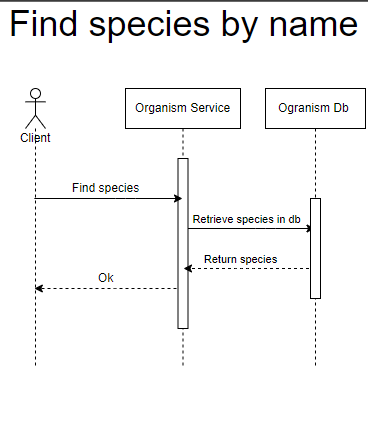 Find species by name
Organism Service
Ogranism Db
Client
Find species
Retrieve species in db
Return species
Ok